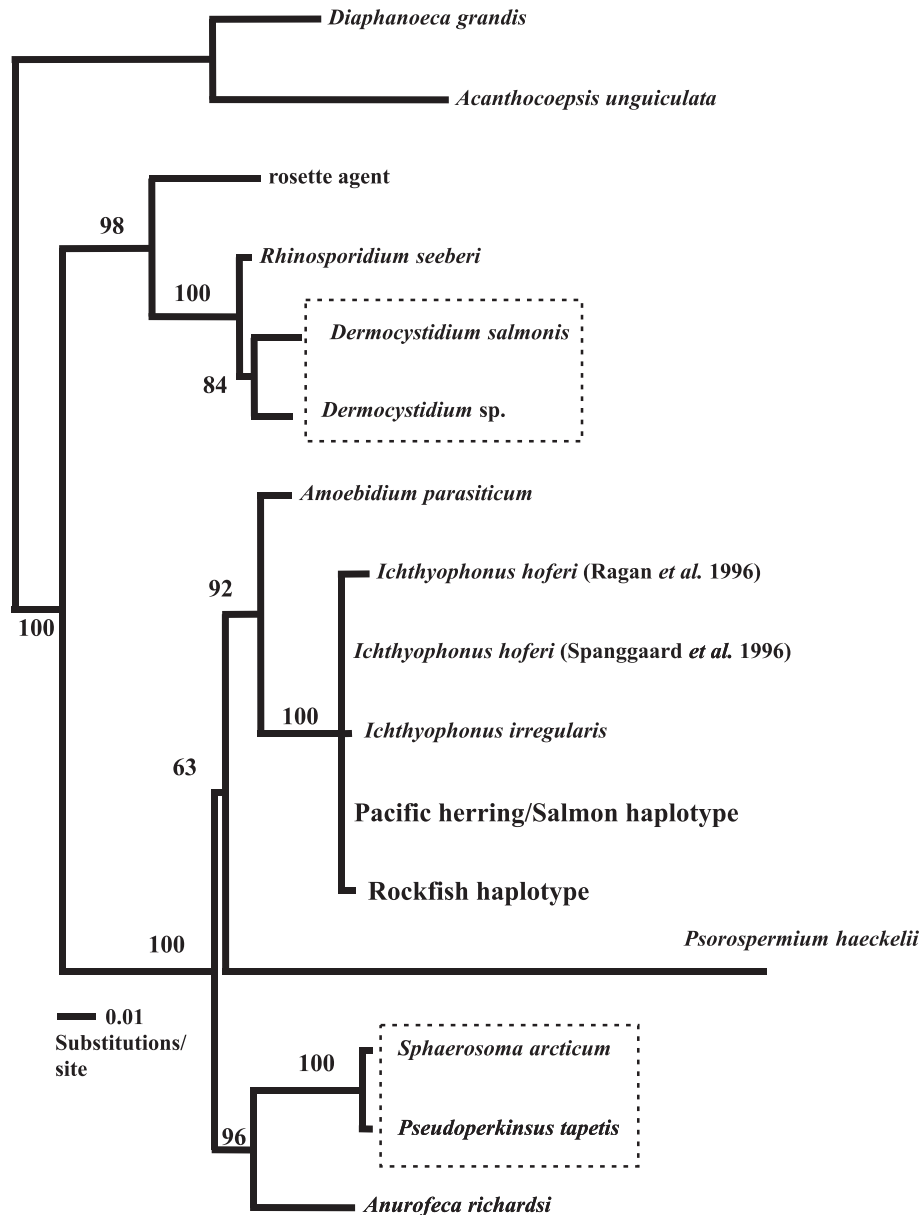 Diaphanoeca grandis
Acanthocoepsis unguiculata
rosette agent
98
Rhinosporidium seeberi
100
Dermocystidium salmonis
84
Dermocystidium sp.
Amoebidium parasiticum
Ichthyophonus hoferi (Ragan et al. 1996)
92
100
Ichthyophonus hoferi (Spanggaard et al. 1996)
100
Ichthyophonus irregularis
63
Pacific herring/Salmon haplotype
Rockfish haplotype
100
Psorospermium haeckelii
0.01
Substitutions/
site
Sphaerosoma arcticum
100
Pseudoperkinsus tapetis
96
Anurofeca richardsi